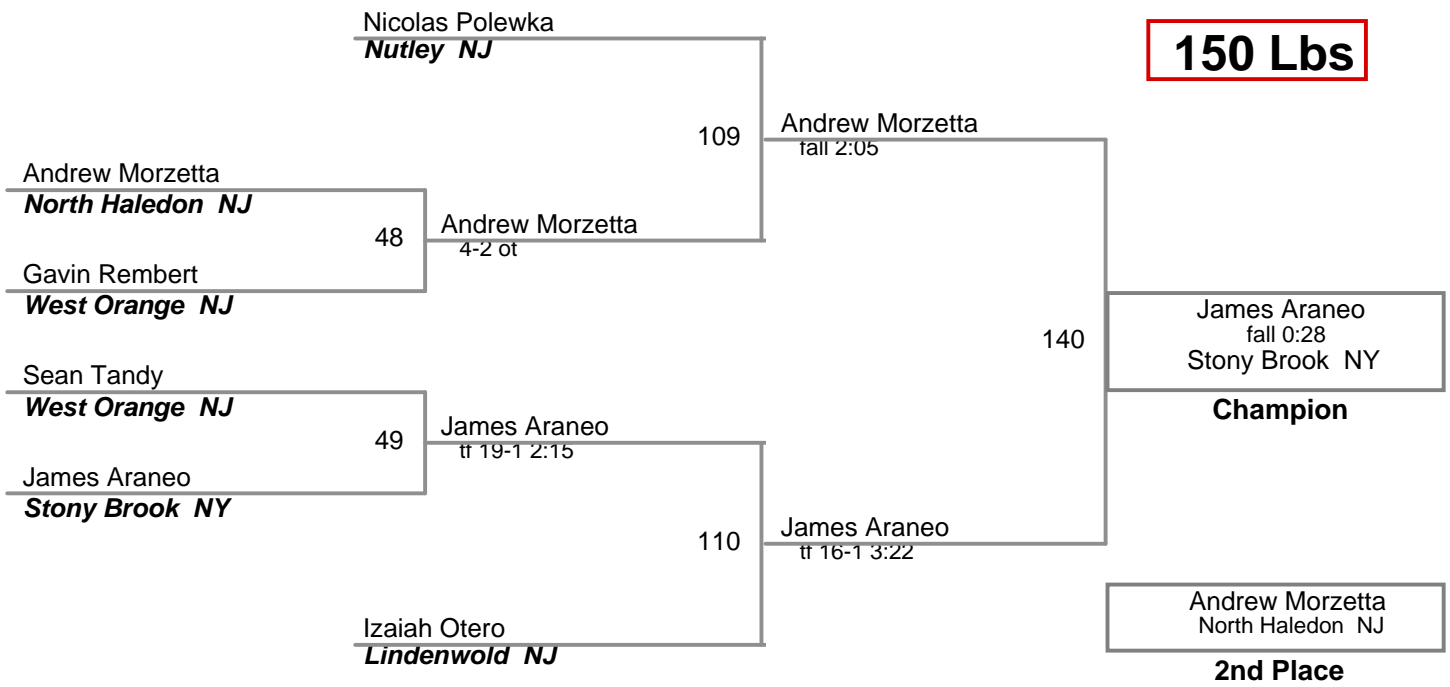 Nicolas Polewka
Nutley NJ
150 Lbs
109
Andrew Morzetta
fall 2:05
Andrew Morzetta
North Haledon NJ
48
Andrew Morzetta
4-2 ot
Gavin Rembert
West Orange NJ
140
James Araneo
fall 0:28
Stony Brook NY
Champion
Sean Tandy
West Orange NJ
49
James Araneo
tf 19-1 2:15
James Araneo
Stony Brook NY
110
James Araneo
tf 16-1 3:22
Izaiah Otero
Lindenwold NJ
Andrew Morzetta
North Haledon NJ
2nd Place